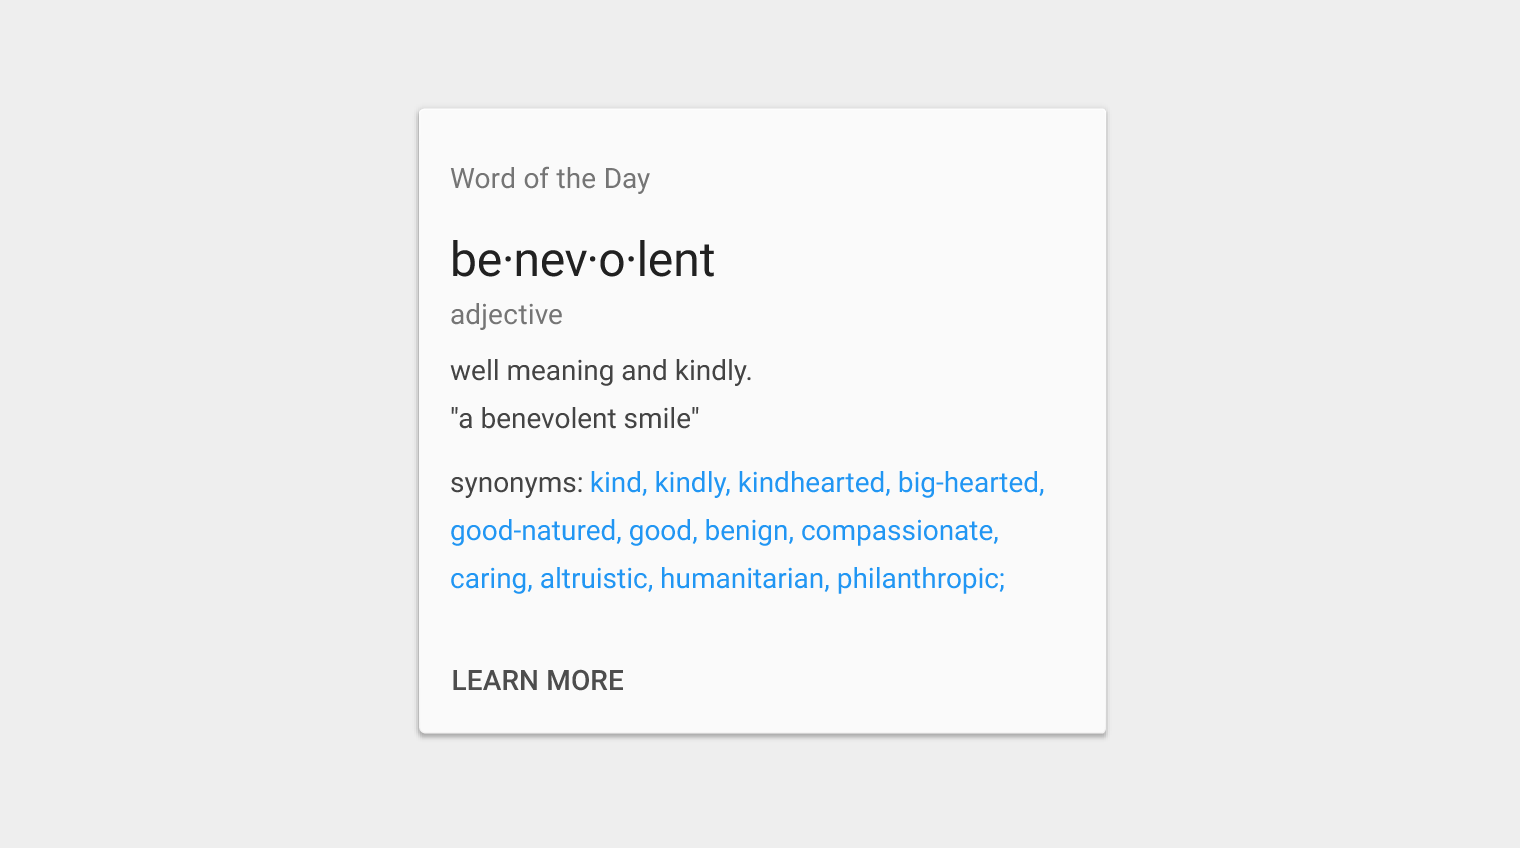 Word of the Day
be·nev·o·lent
adjective
well meaning and kindly.
"a benevolent smile"
synonyms: kind, kindly, kindhearted, big-hearted,
good-natured, good, benign, compassionate,
caring, altruistic, humanitarian, philanthropic;
LEARN MORE